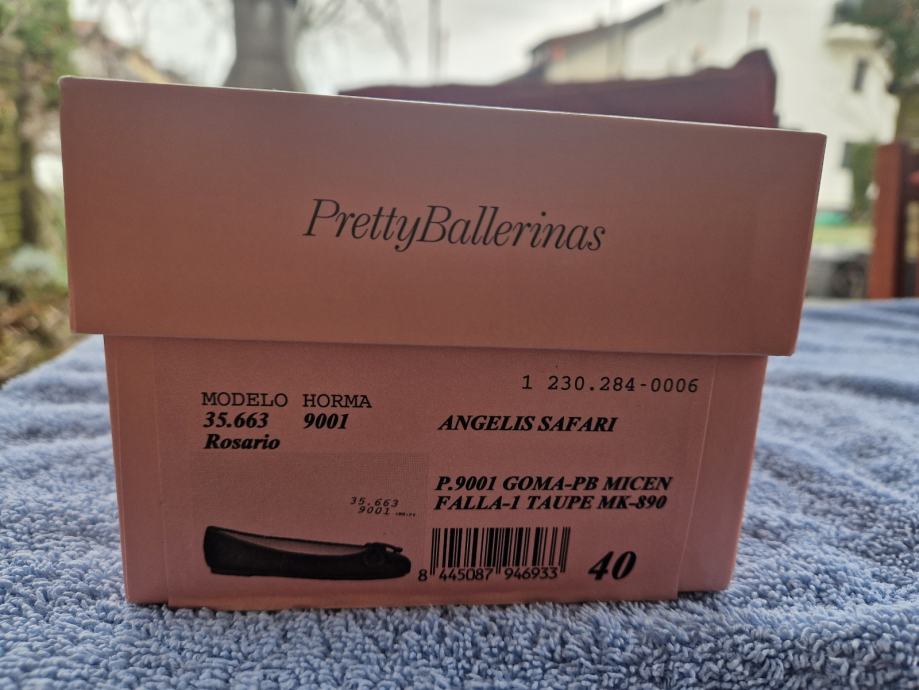 PrettyBallerinas
1 230.284-0006
MODELO HORMA
35.663 9001
Rosario
ANGELIS SAFARI
P.9001 GOMA-PB MICEN
FALLA-1 TAUPE MK-890
35.663
9001
8 445087 946933
40